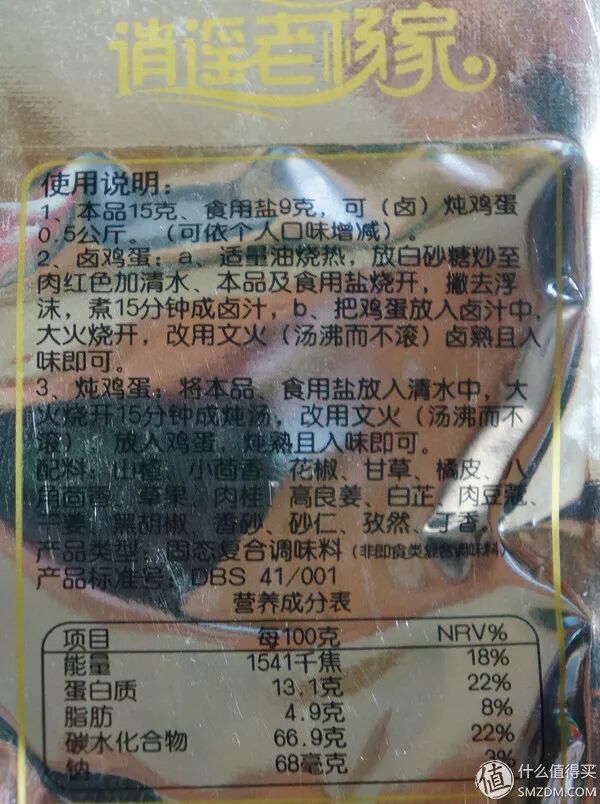 逍遥老杨家
使用说明：
1、本品15克、食用盐9克，可（卤）炖鸡蛋
0.5公斤。（可依个人口味增减）。
2、卤鸡蛋：a、适量油烧热，放白砂糖炒至
肉红色加清水、本品及食用盐烧开，撇去浮
沫，煮15分钟成卤汁，b、把鸡蛋放入卤汁中，
大火烧开，改用文火（汤沸而不滚）卤熟且入
味即可。
3、炖鸡蛋：将本品、食用盐放入清水中，大
火烧开15分钟成炖汤，改用文火（汤沸而不
滚） 放入鸡蛋，炖熟且入味即可。
配料：山楂、小茴香、花椒、甘草、橘皮、八
角茴香、草果、肉桂、高良姜、白芷、肉豆蔻、
干姜、黑胡椒、香砂、砂仁、孜然、丁香。
产品类型：固态复合调味料（非即食类复合调味料）
产品标准号：DBS 41/001
营养成分表
项目 每100克 NRV%
能量 1541千焦 18%
蛋白质 13.1克 22%
脂肪 4.9克 8%
碳水化合物 66.9克 22%
钠 68毫克 3%
值 什么值得买
SMZDM.COM